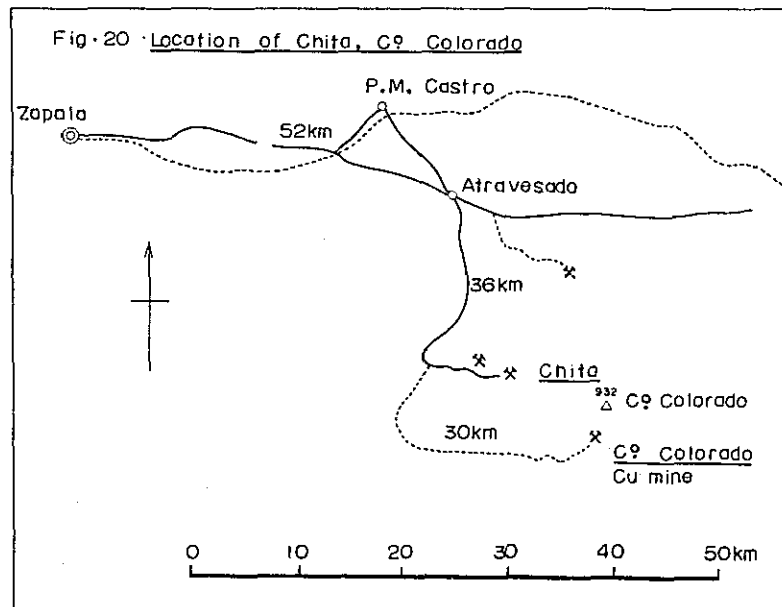 Fig. 20 Location of Chita, Cº Colorado
P.M. Castro
Zapala
52km
Atravesado
36km
Chita
932
Cº Colorado
30km
Cº Colorado
Cu mine
0 10 20 30 40 50km